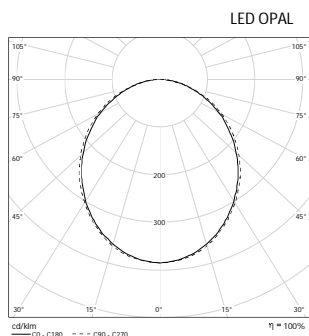 LED OPAL
105° 105°
90° 90°
75° 75°
60° 60°
200
45° 45°
300
30° 15° 0° 15° 30°
cd/klm η = 100%
C0 - C180 C90 - C270